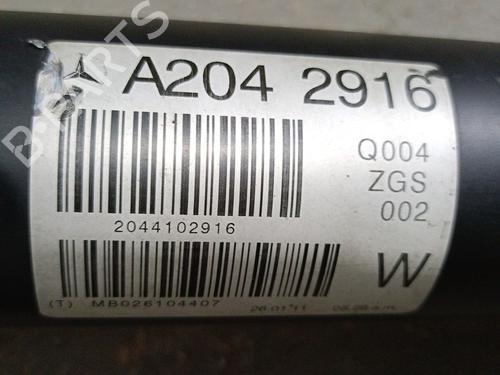 A204 2916
Q004
ZGS
002
2044102916
W
(T) MB026104407 26.01.11
B-PARTS